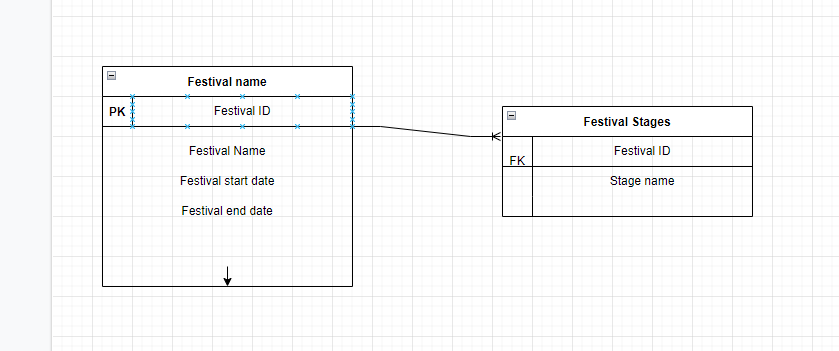 Festival name
PK
Festival ID
Festival Name
Festival start date
Festival end date
Festival Stages
FK
Festival ID
Stage name